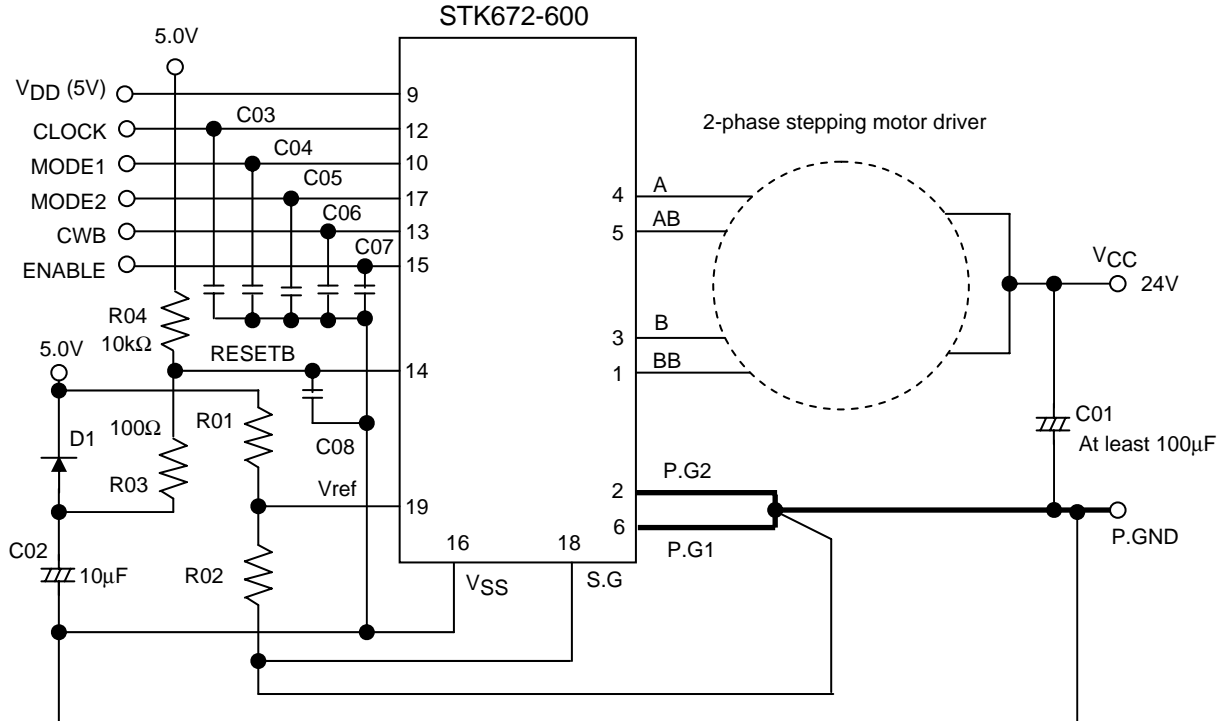 STK672-600
5.0V
VDD (5V)
9
CLOCK
C03
12
MODE1
C04
10
MODE2
C05
17
CWB
C06
13
ENABLE
C07
15
2-phase stepping motor driver
4
A
5
AB
3
B
1
BB
VCC
24V
R04
10kΩ
RESETB
14
5.0V
D1
100Ω
R03
R01
C08
Vref
19
C01
At least 100μF
2
P.G2
6
P.G1
P.GND
C02
10μF
R02
16
VSS
18
S.G